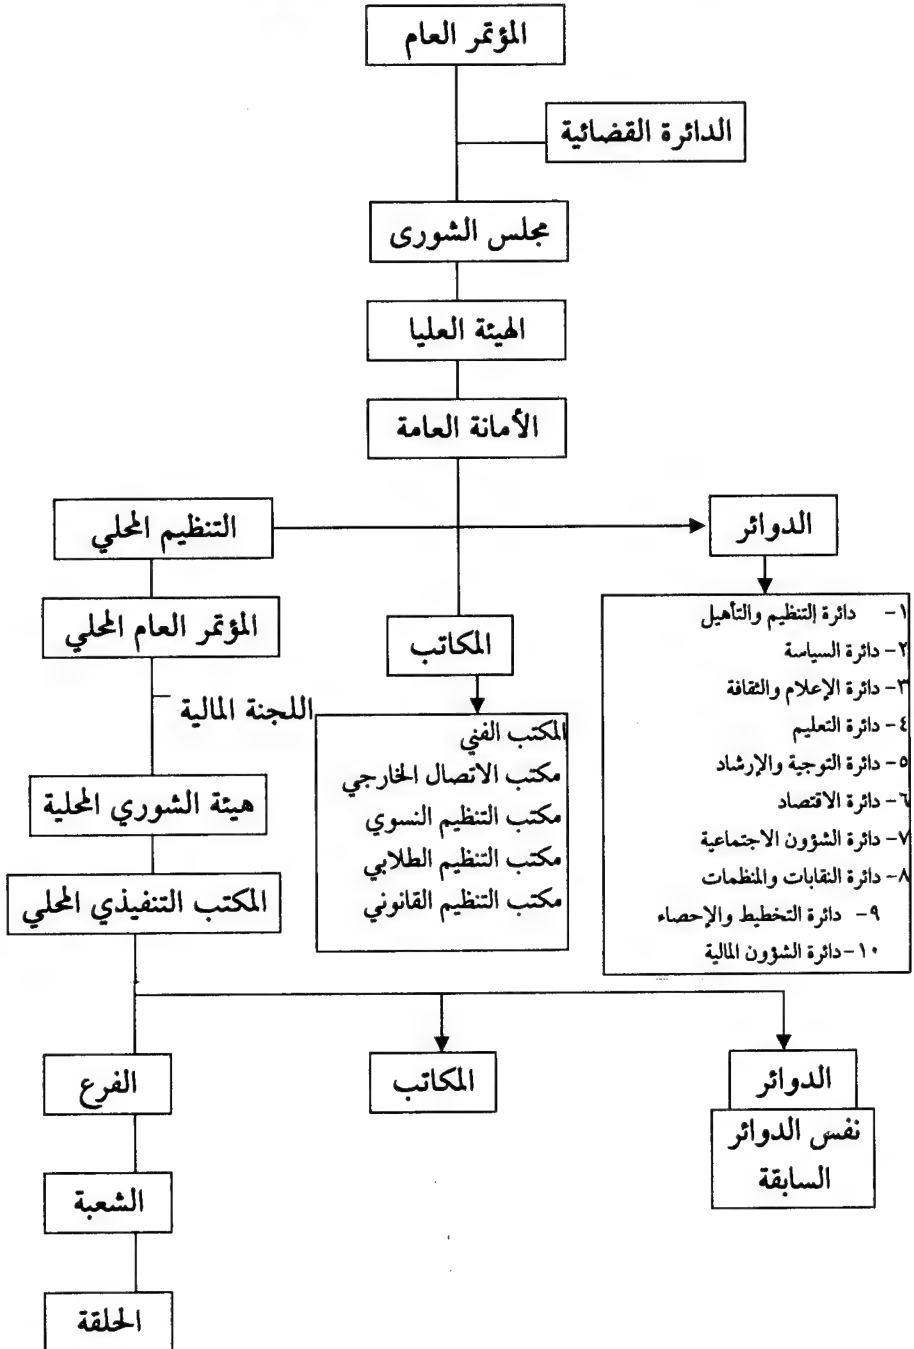 المؤتمر العام
الدائرة القضائية
مجلس الشورى
الهيئة العليا
الأمانة العامة
الدوائر
التنظيم المحلي
١- دائرة التنظيم والتأهيل
٢- دائرة السياسة
٣- دائرة الإعلام والثقافة
٤- دائرة التعليم
٥- دائرة التوجية والإرشاد
٦- دائرة الاقتصاد
٧- دائرة الشؤون الاجتماعية
٨- دائرة النقابات والمنظمات
٩- دائرة التخطيط والإحصاء
١٠- دائرة الشؤون المالية
المكاتب
المكتب الفني
مكتب الاتصال الخارجي
مكتب التنظيم النسوي
مكتب التنظيم الطلابي
مكتب التنظيم القانوني
المؤتمر العام المحلي
اللجنة المالية
هيئة الشوري المحلية
المكتب التنفيذي المحلي
الدوائر
نفس الدوائر
السابقة
المكاتب
الفرع
الشعبة
الحلقة